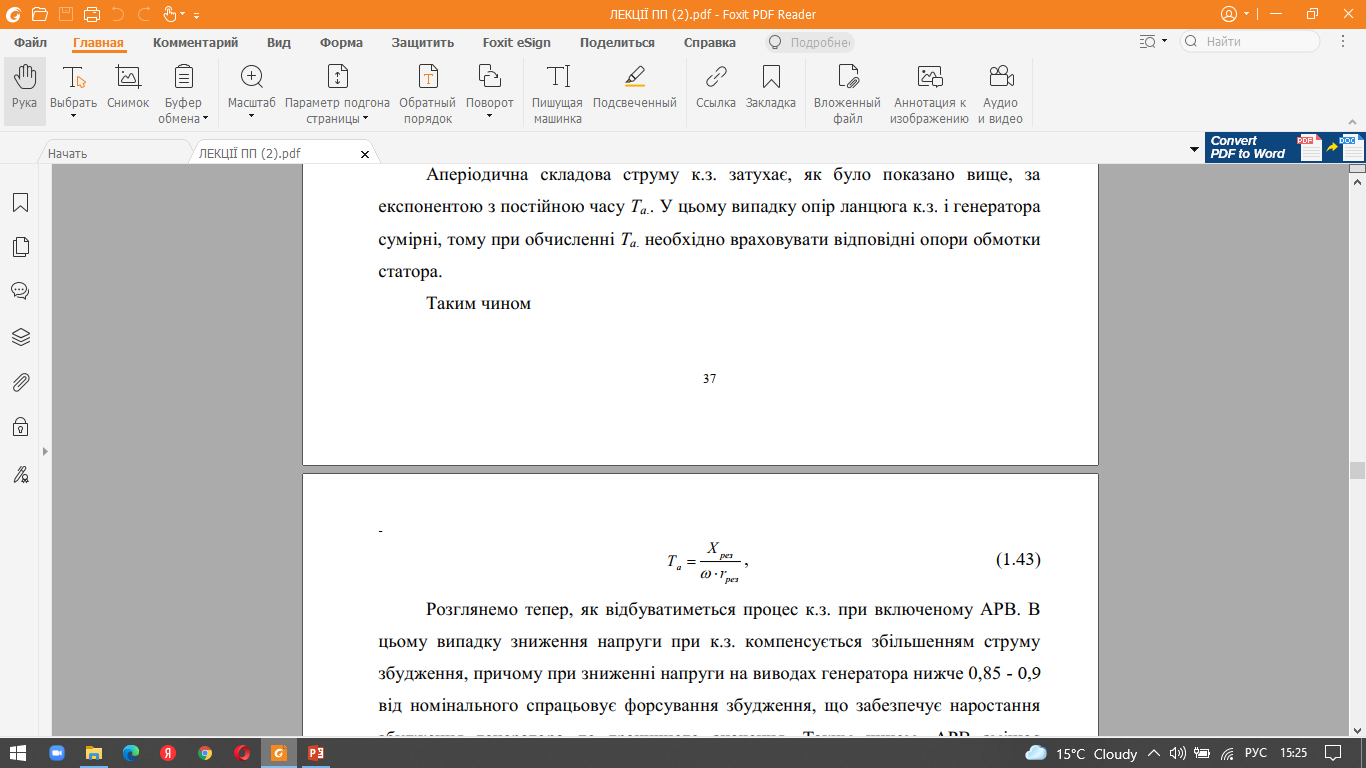 ЛЕКЦІЇ ПП (2).pdf - Foxit PDF Reader
Файл Главная Комментарий Вид Форма Защитить Foxit eSign Поделиться Справка Подробнее Найти
Рука Выбрать Снимок Буфер обмена Масштаб Параметр подгона страницы Обратный порядок Поворот Пишущая машинка Подсвеченный Ссылка Закладка Вложенный файл Аннотация к изображению Аудио и видео
Начать ЛЕКЦІЇ ПП (2).pdf
Convert PDF to Word PDF DOC
Аперіодична складова струму к.з. затухає, як було показано вище, за
експонентою з постійною часу Tа.. У цьому випадку опір ланцюга к.з. і генератора
сумірні, тому при обчисленні Tа. необхідно враховувати відповідні опори обмотки
статора.
Таким чином
37
-
Tа = Xрез / ω · rрез , (1.43)
Розглянемо тепер, як відбуватиметься процес к.з. при включеному АРВ. В
цьому випадку зниження напруги при к.з. компенсується збільшенням струму
збудження, причому при зниженні напруги на виводах генератора нижче 0,85 - 0,9
від номінального спрацьовує форсування збудження, що забезпечує наростання
15°C Cloudy РУС 15:25